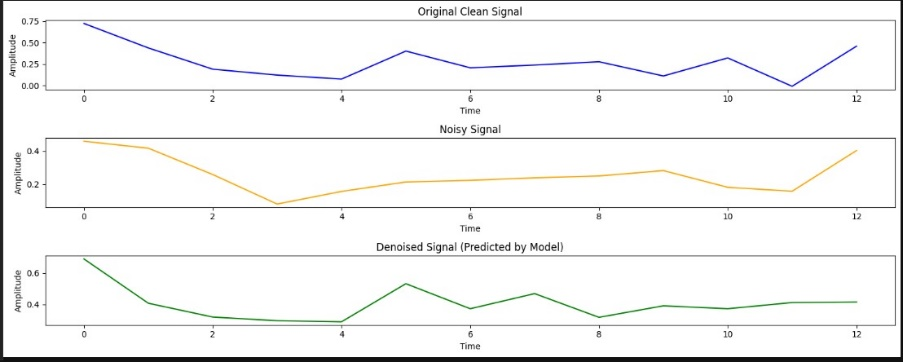 Original Clean Signal
0.75
0.50
0.25
0.00
Amplitude
0 2 4 6 8 10 12
Time
Noisy Signal
0.4
0.2
Amplitude
0 2 4 6 8 10 12
Time
Denoised Signal (Predicted by Model)
0.6
0.4
Amplitude
0 2 4 6 8 10 12
Time